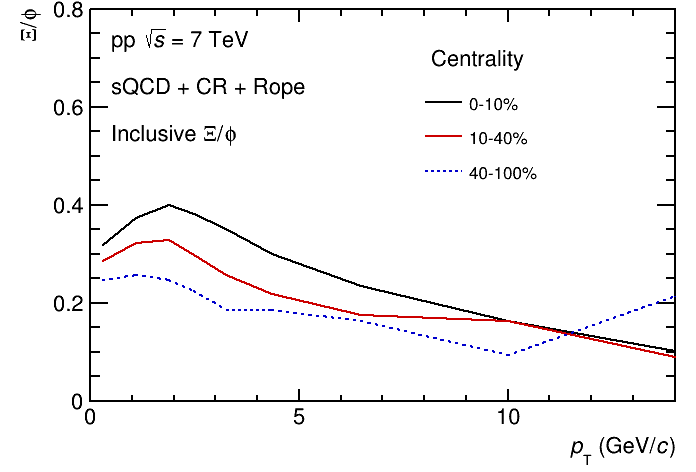 Ξ/ϕ
0.8
0.6
0.4
0.2
0
pp √s = 7 TeV
sQCD + CR + Rope
Inclusive Ξ/ϕ
Centrality
0-10%
10-40%
40-100%
0 5 10
p_T (GeV/c)